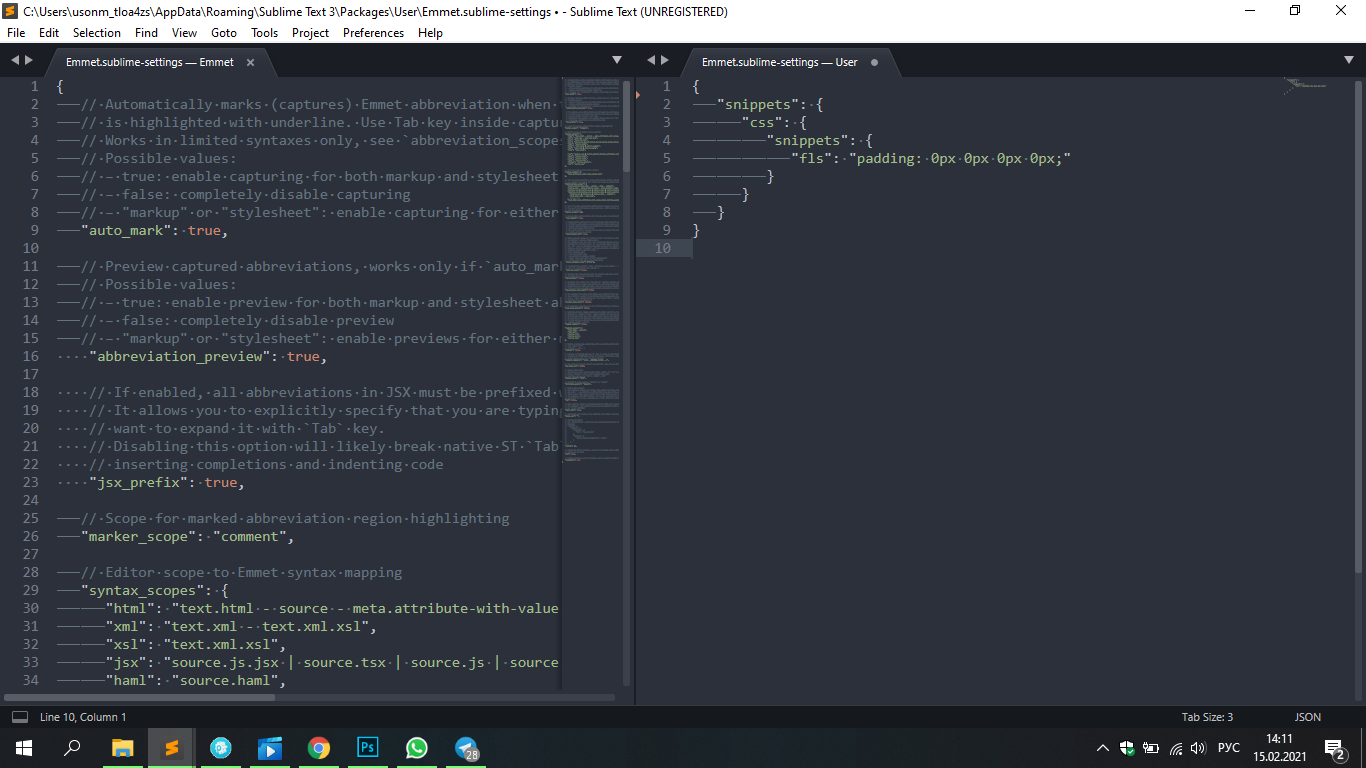 C:\Users\usonm_tloa4zs\AppData\Roaming\Sublime Text 3\Packages\User\Emmet.sublime-settings • - Sublime Text (UNREGISTERED)
File Edit Selection Find View Goto Tools Project Preferences Help
Emmet.sublime-settings — Emmet
1 {
2 // Automatically marks (captures) Emmet abbreviation when
3 // is highlighted with underline. Use Tab key inside captu
4 // Works in limited syntaxes only, see `abbreviation_scope
5 // Possible values:
6 // – true: enable capturing for both markup and stylesheet
7 // – false: completely disable capturing
8 // – "markup" or "stylesheet": enable capturing for either
9 "auto_mark": true,
10
11 // Preview captured abbreviations, works only if `auto_mar
12 // Possible values:
13 // – true: enable preview for both markup and stylesheet a
14 // – false: completely disable preview
15 // – "markup" or "stylesheet": enable previews for either
16 "abbreviation_preview": true,
17
18 // If enabled, all abbreviations in JSX must be prefixed
19 // It allows you to explicitly specify that you are typin
20 // want to expand it with `Tab` key.
21 // Disabling this option will likely break native ST `Tab
22 // inserting completions and indenting code
23 "jsx_prefix": true,
24
25 // Scope for marked abbreviation region highlighting
26 "marker_scope": "comment",
27
28 // Editor scope to Emmet syntax mapping
29 "syntax_scopes": {
30 "html": "text.html - source - meta.attribute-with-value
31 "xml": "text.xml - text.xml.xsl",
32 "xsl": "text.xml.xsl",
33 "jsx": "source.js.jsx | source.tsx | source.js | source
34 "haml": "source.haml",
Emmet.sublime-settings — User
1 {
2 "snippets": {
3 "css": {
4 "snippets": {
5 "fls": "padding: 0px 0px 0px 0px;"
6 }
7 }
8 }
9 }
10
Line 10, Column 1
Tab Size: 3
JSON
Ps
28
РУС
14:11
15.02.2021
2